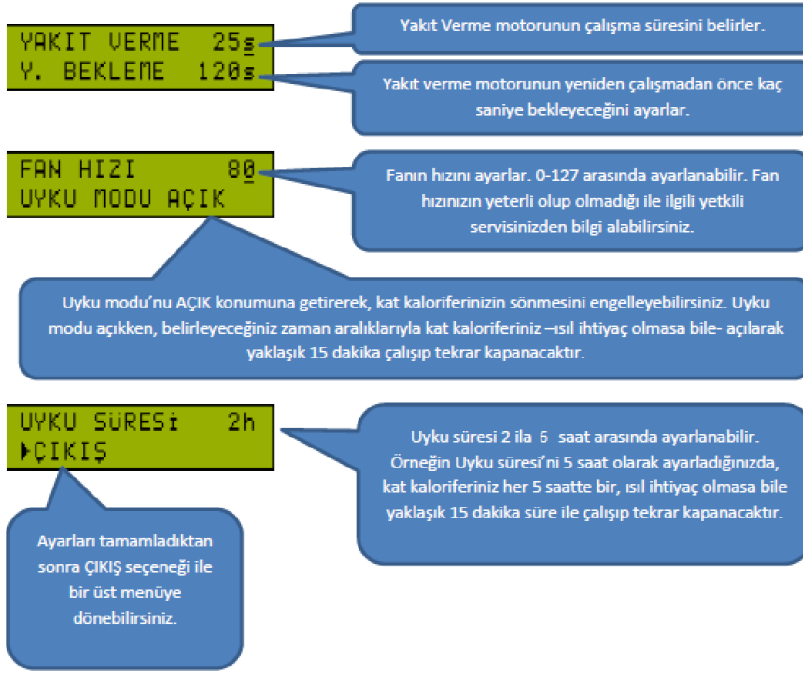 YAKIT VERME 25s
Y. BEKLEME 120s
Yakıt Verme motorunun çalışma süresini belirler.
Yakıt verme motorunun yeniden çalışmadan önce kaç
saniye bekleyeceğini ayarlar.
FAN HIZI 80
UYKU MODU AÇIK
Fanın hızını ayarlar. 0-127 arasında ayarlanabilir. Fan
hızınızın yeterli olup olmadığı ile ilgili yetkili
servisinizden bilgi alabilirsiniz.
Uyku modu’nu AÇIK konumuna getirerek, kat kaloriferinizin sönmesini engelleyebilirsiniz. Uyku
modu açıkken, belirleyeceğiniz zaman aralıklarıyla kat kaloriferiniz –ısıl ihtiyaç olmasa bile- açılarak
yaklaşık 15 dakika çalışıp tekrar kapanacaktır.
UYKU SÜRESİ 2h
▶ÇIKIŞ
Uyku süresi 2 ila 6 saat arasında ayarlanabilir.
Örneğin Uyku süresi’ni 5 saat olarak ayarladığınızda,
kat kaloriferiniz her 5 saatte bir, ısıl ihtiyaç olmasa bile
yaklaşık 15 dakika süre ile çalışıp tekrar kapanacaktır.
Ayarları tamamladıktan
sonra ÇIKIŞ seçeneği ile
bir üst menüye
dönebilirsiniz.